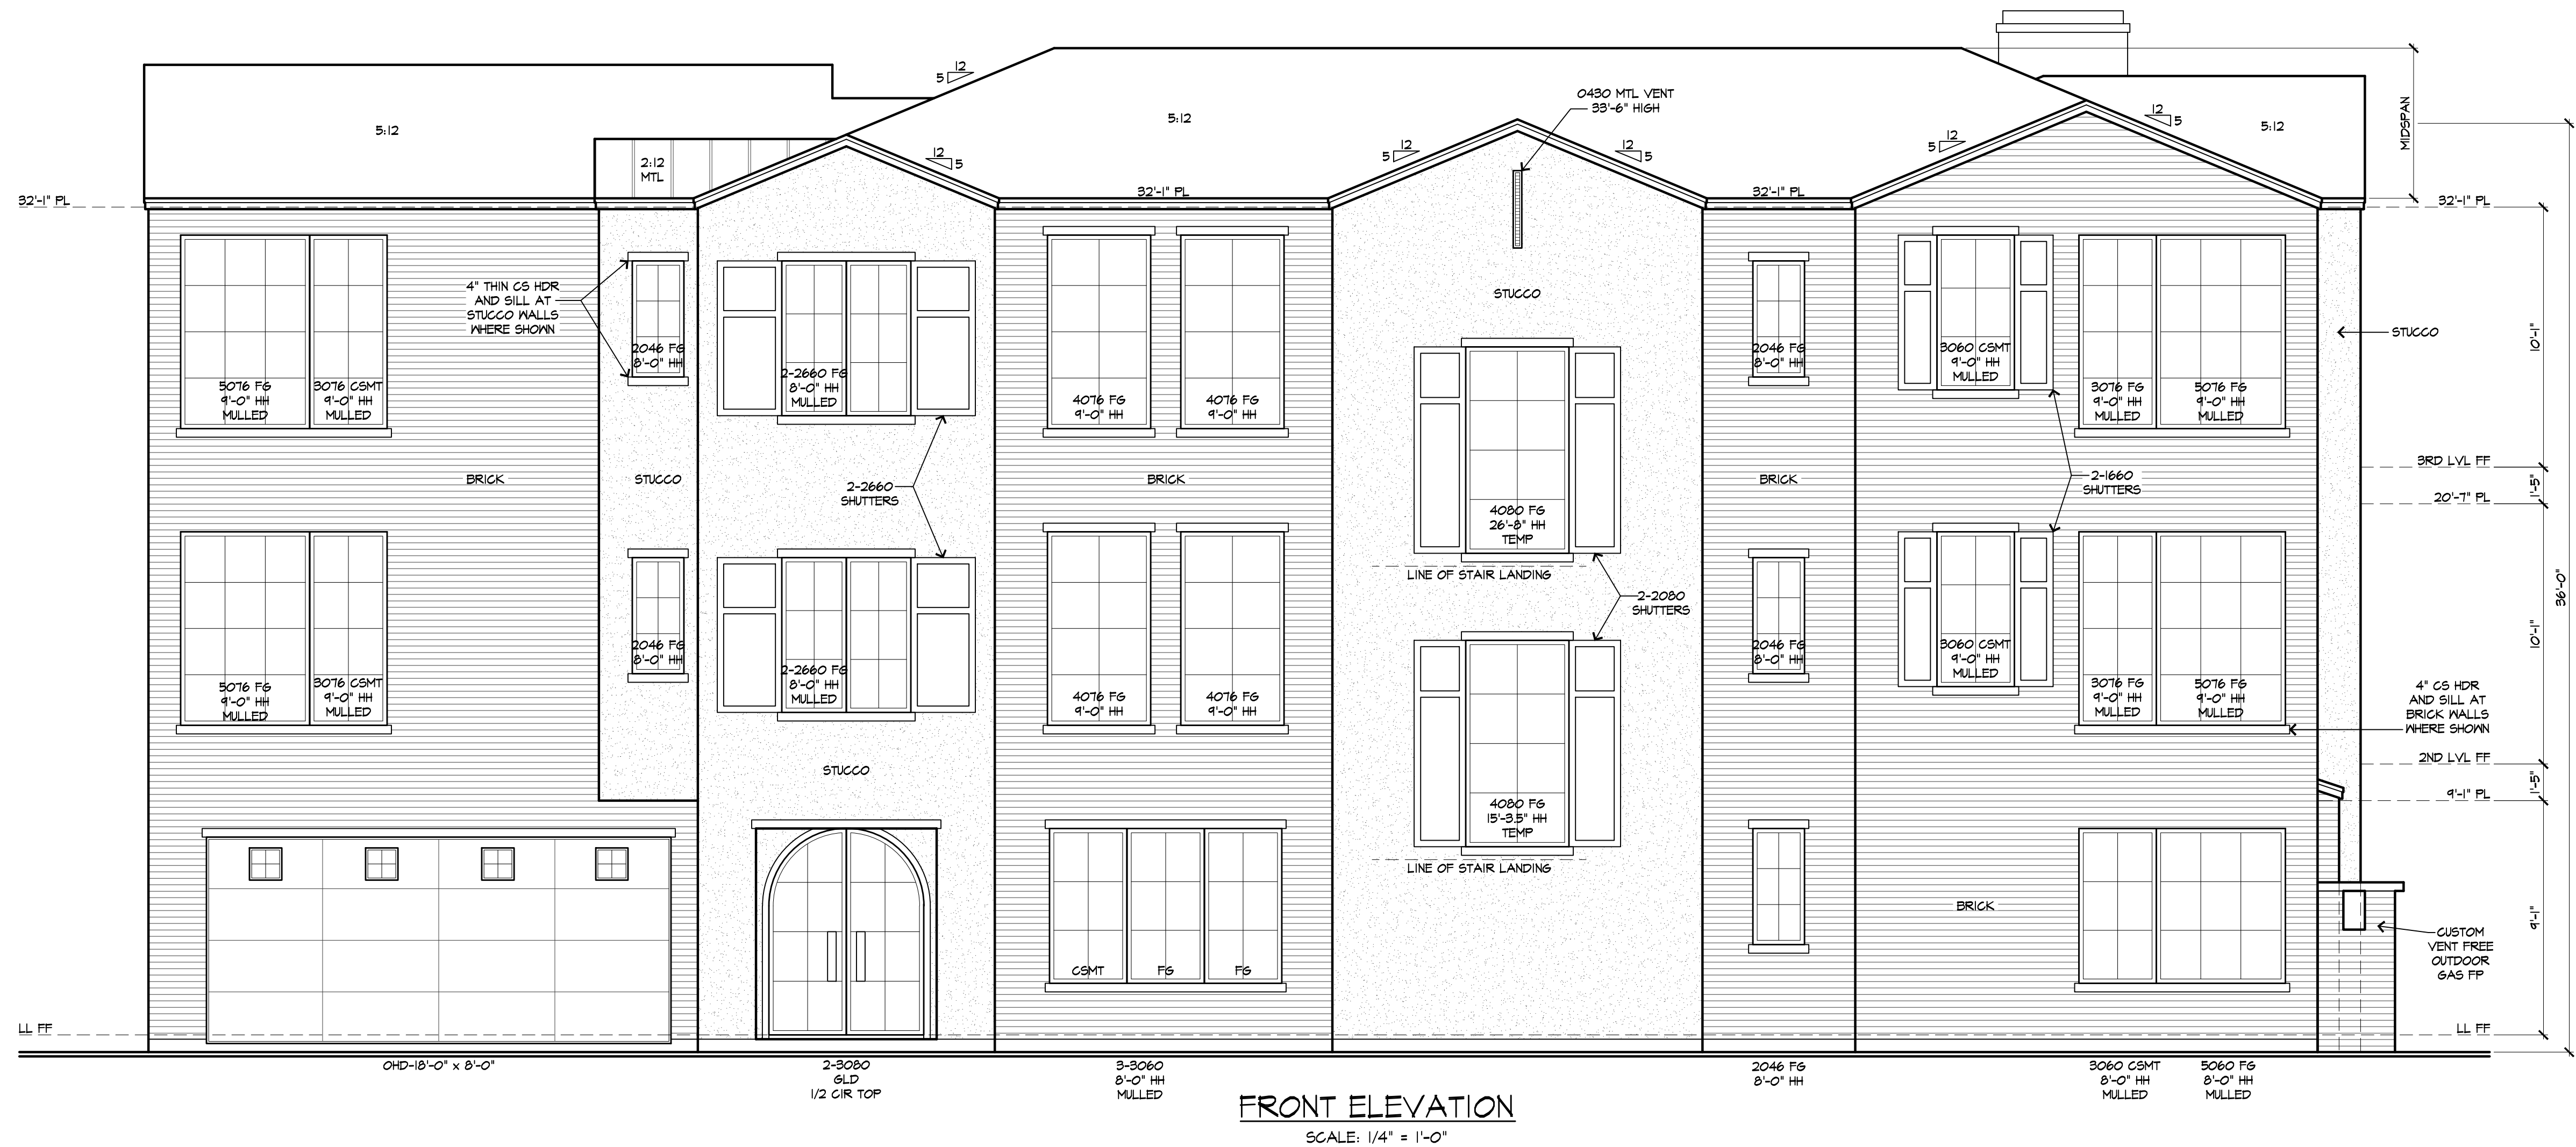 12
5
0430 MTL VENT
33'-6" HIGH
12
5
MIDSPAN
5:12
5:12
5:12
12
5
12
5
12
5
12
5
2:12
MTL
32'-1" PL
32'-1" PL
32'-1" PL
32'-1" PL
4" THIN CS HDR
AND SILL AT
STUCCO WALLS
WHERE SHOWN
STUCCO
STUCCO
10'-1"
2046 FG
8'-0" HH
2-2660 FG
8'-0" HH
MULLED
5076 FG
9'-0" HH
MULLED
3076 CSMT
9'-0" HH
MULLED
4076 FG
9'-0" HH
4076 FG
9'-0" HH
2046 FG
8'-0" HH
3060 CSMT
9'-0" HH
MULLED
3076 FG
9'-0" HH
MULLED
5076 FG
9'-0" HH
MULLED
BRICK
STUCCO
2-2660
SHUTTERS
BRICK
BRICK
2-1660
SHUTTERS
3RD LVL FF
1'-5"
20'-7" PL
4080 FG
26'-8" HH
TEMP
LINE OF STAIR LANDING
2-2080
SHUTTERS
36'-0"
10'-1"
5076 FG
9'-0" HH
MULLED
3076 CSMT
9'-0" HH
MULLED
2046 FG
8'-0" HH
2-2660 FG
8'-0" HH
MULLED
4076 FG
9'-0" HH
4076 FG
9'-0" HH
2046 FG
8'-0" HH
3060 CSMT
9'-0" HH
MULLED
3076 FG
9'-0" HH
MULLED
5076 FG
9'-0" HH
MULLED
4" CS HDR
AND SILL AT
BRICK WALLS
WHERE SHOWN
STUCCO
2ND LVL FF
1'-5"
9'-1" PL
4080 FG
15'-3.5" HH
TEMP
LINE OF STAIR LANDING
BRICK
9'-1"
CUSTOM
VENT FREE
OUTDOOR
GAS FP
CSMT
FG
FG
LL FF
LL FF
OHD-18'-0" x 8'-0"
2-3080
GLD
1/2 CIR TOP
3-3060
8'-0" HH
MULLED
2046 FG
8'-0" HH
3060 CSMT
8'-0" HH
MULLED
5060 FG
8'-0" HH
MULLED
FRONT ELEVATION
SCALE: 1/4" = 1'-0"